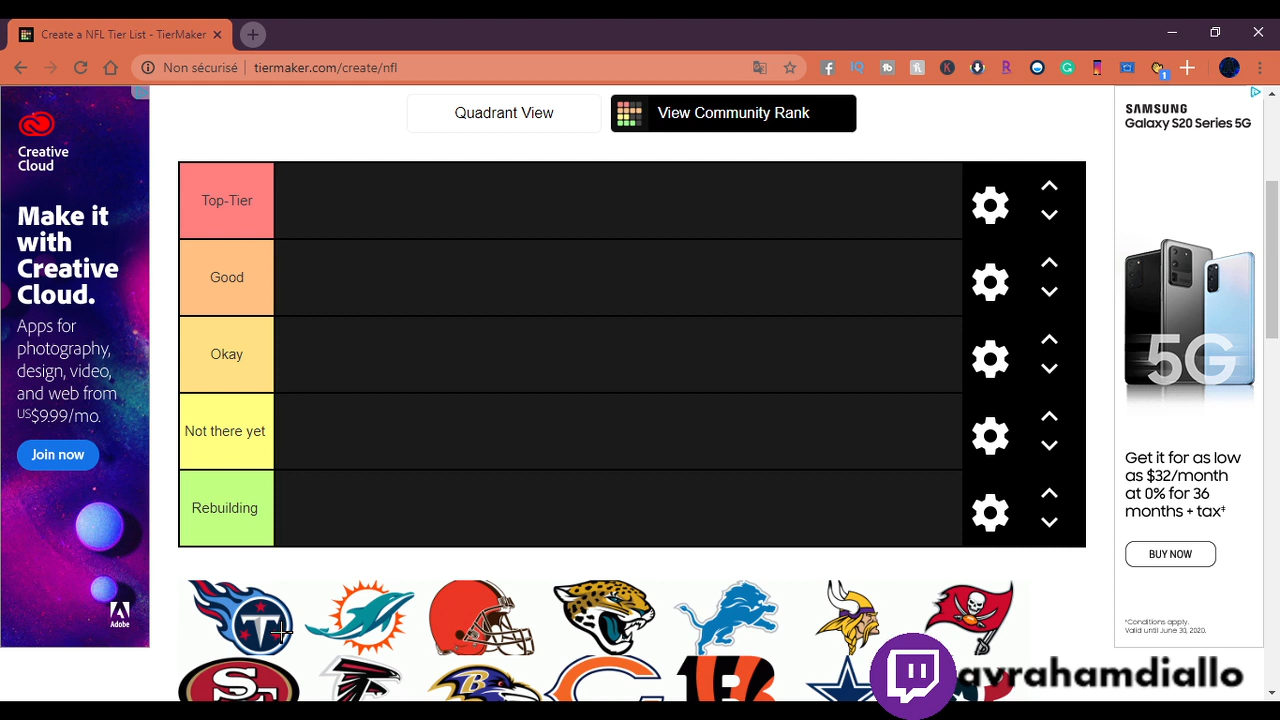 Create a NFL Tier List - TierMaker
Non sécurisé
tiermaker.com/create/nfl
1
Quadrant View
View Community Rank
Creative
Cloud
Make it
with
Creative
Cloud.
Apps for
photography,
design, video,
and web from
US$9.99/mo.
Join now
Adobe
Top-Tier
Good
Okay
Not there yet
Rebuilding
SAMSUNG
Galaxy S20 Series 5G
5G
Get it for as low
as $32/month
at 0% for 36
months + tax‡
BUY NOW
*Conditions apply.
Valid until June 30, 2020.
T
SF
C
B
avrahamdiallo